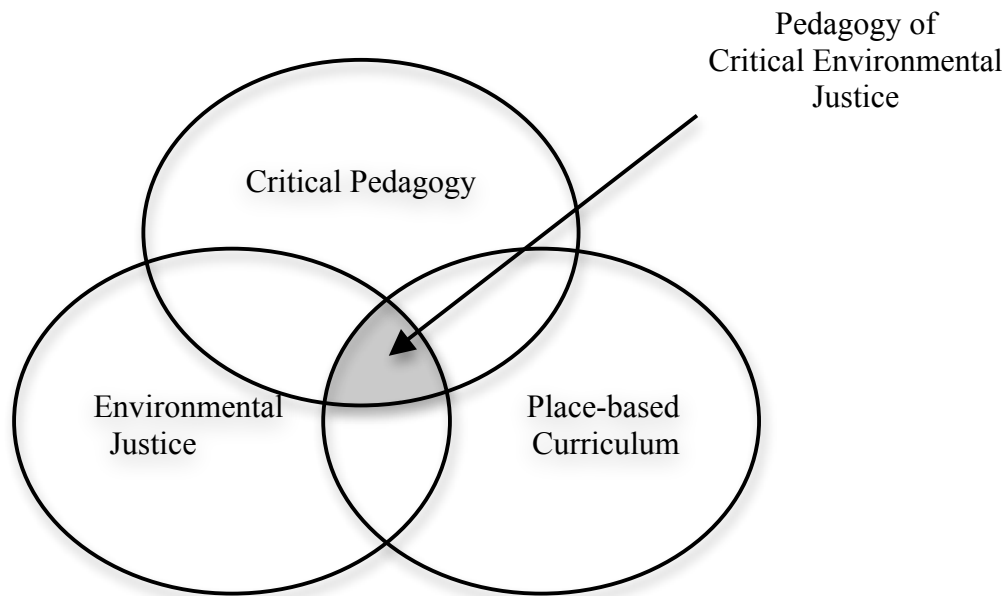 Pedagogy of
Critical Environmental
Justice
Critical Pedagogy
Environmental
Justice
Place-based
Curriculum